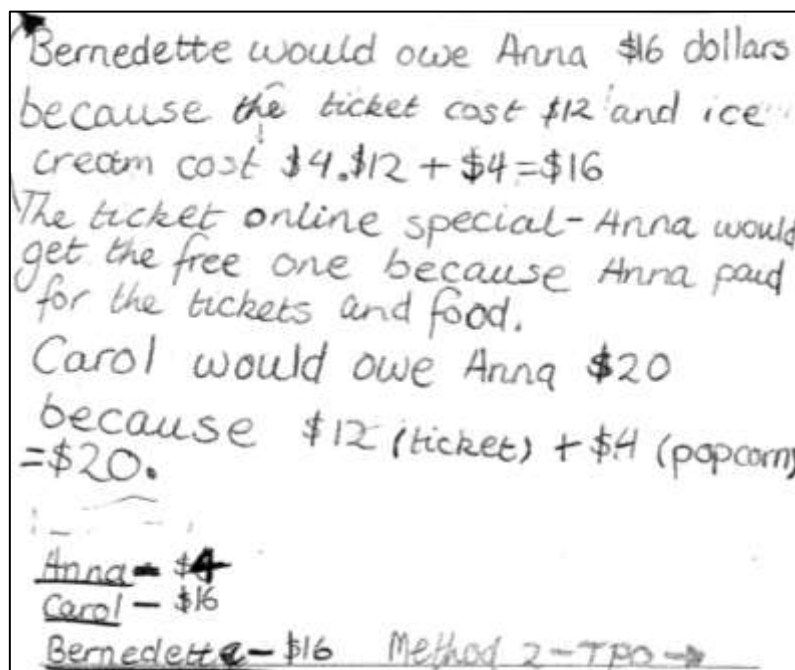 Bernedette would owe Anna $16 dollars
because the ticket cost $12 and ice
cream cost $4.$12 + $4=$16
The ticket online special - Anna would
get the free one because Anna paid
for the tickets and food.
Carol would owe Anna $20
because $12 (ticket) + $4 (popcorn)
=$20.
Anna - $4
Carol - $16
Bernedette - $16 Method 2 - TPO →